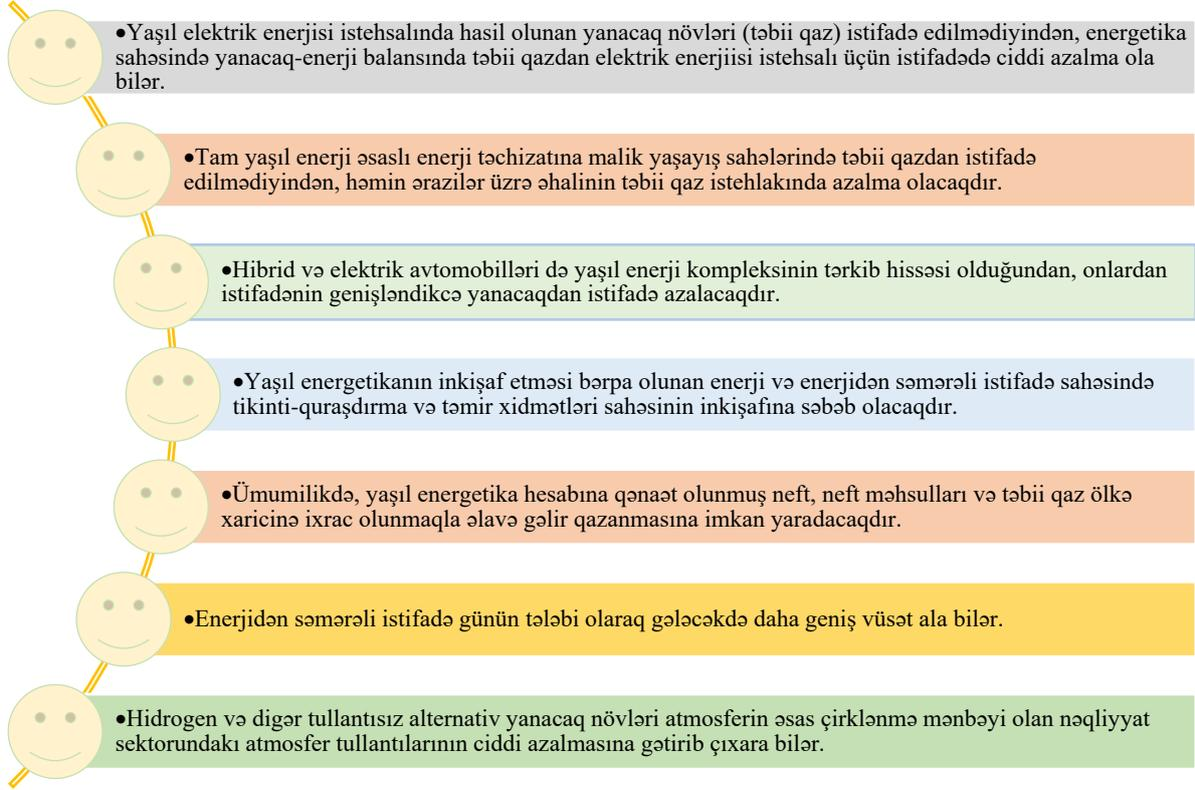 •Yaşıl elektrik enerjisi istehsalında hasil olunan yanacaq növləri (təbii qaz) istifadə edilmədiyindən, energetika
sahəsində yanacaq-enerji balansında təbii qazdan elektrik enerjiisi istehsalı üçün istifadədə ciddi azalma ola
bilər.
•Tam yaşıl enerji əsaslı enerji təchizatına malik yaşayış sahələrində təbii qazdan istifadə
edilmədiyindən, həmin ərazilər üzrə əhalinin təbii qaz istehlakında azalma olacaqdır.
•Hibrid və elektrik avtomobilləri də yaşıl enerji kompleksinin tərkib hissəsi olduğundan, onlardan
istifadənin genişləndikcə yanacaqdan istifadə azalacaqdır.
•Yaşıl energetikanın inkişaf etməsi bərpa olunan enerji və enerjidən səmərəli istifadə sahəsində
tikinti-quraşdırma və təmir xidmətləri sahəsinin inkişafına səbəb olacaqdır.
•Ümumilikdə, yaşıl energetika hesabına qənaət olunmuş neft, neft məhsulları və təbii qaz ölkə
xaricinə ixrac olunmaqla əlavə gəlir qazanmasına imkan yaradacaqdır.
•Enerjidən səmərəli istifadə günün tələbi olaraq gələcəkdə daha geniş vüsət ala bilər.
•Hidrogen və digər tullantısız alternativ yanacaq növləri atmosferin əsas çirklənmə mənbəyi olan nəqliyyat
sektorundakı atmosfer tullantılarının ciddi azalmasına gətirib çıxara bilər.